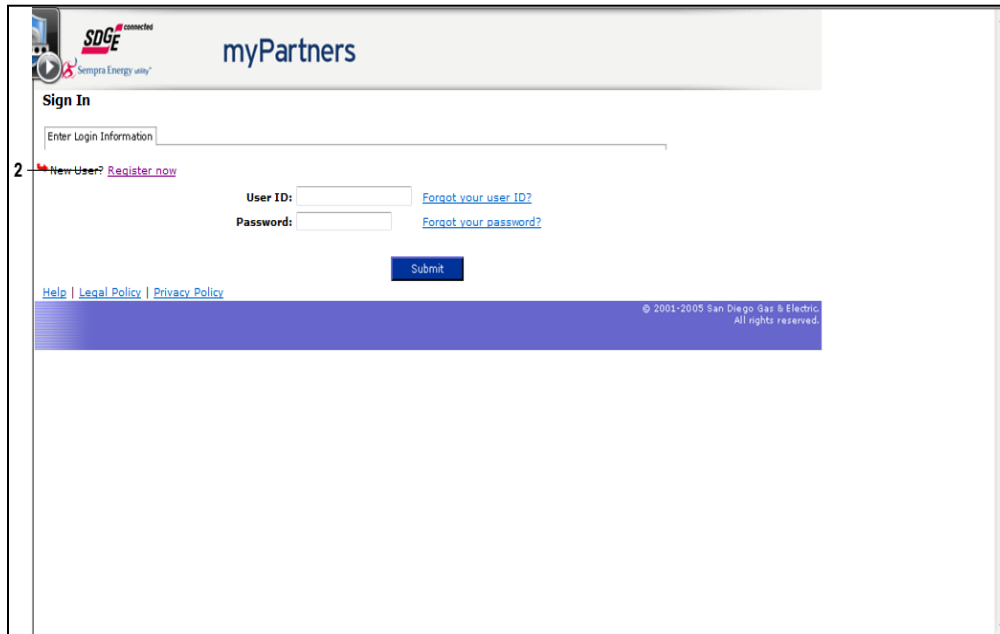 SDGE connected
Sempra Energy utility
myPartners
Sign In
Enter Login Information
2 New User? Register now
User ID: Forgot your user ID?
Password: Forgot your password?
Submit
Help | Legal Policy | Privacy Policy
© 2001-2005 San Diego Gas & Electric.
All rights reserved.